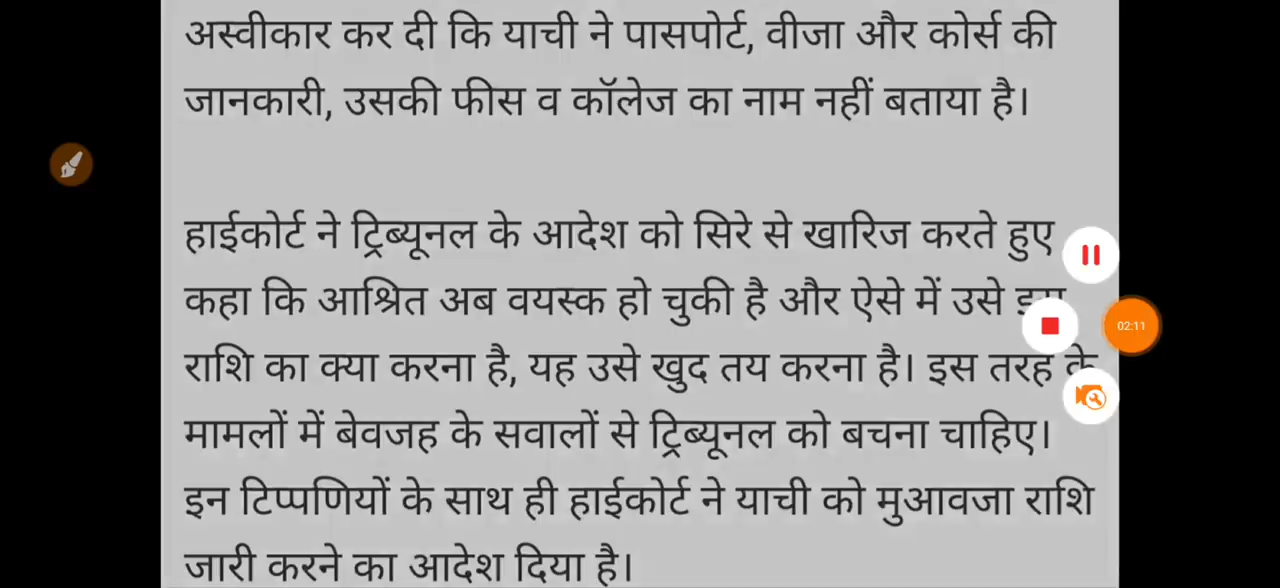 अस्वीकार कर दी कि याची ने पासपोर्ट, वीजा और कोर्स की
जानकारी, उसकी फीस व कॉलेज का नाम नहीं बताया है।
हाईकोर्ट ने ट्रिब्यूनल के आदेश को सिरे से खारिज करते हुए
कहा कि आश्रित अब वयस्क हो चुकी है और ऐसे में उसे
राशि का क्या करना है, यह उसे खुद तय करना है। इस तरह के
मामलों में बेवजह के सवालों से ट्रिब्यूनल को बचना चाहिए।
इन टिप्पणियों के साथ ही हाईकोर्ट ने याची को मुआवजा राशि
जारी करने का आदेश दिया है।
02:11